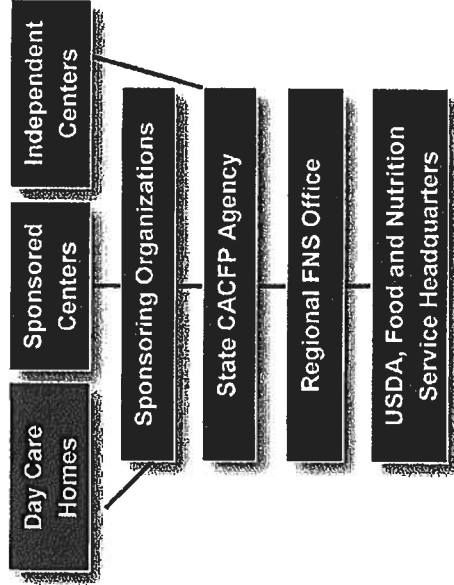 Day Care
Homes
Sponsored
Centers
Independent
Centers
Sponsoring Organizations
State CACFP Agency
Regional FNS Office
USDA, Food and Nutrition
Service Headquarters